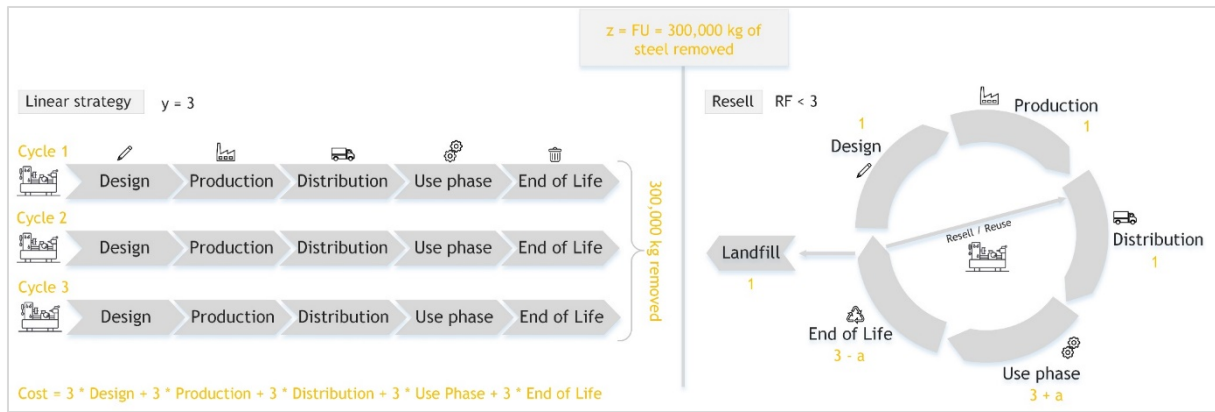 z = FU = 300,000 kg of
steel removed
Linear strategy y = 3
Cycle 1
Design Production Distribution Use phase End of Life
Cycle 2
Design Production Distribution Use phase End of Life
Cycle 3
Design Production Distribution Use phase End of Life
300,000 kg removed
Cost = 3 * Design + 3 * Production + 3 * Distribution + 3 * Use Phase + 3 * End of Life
Resell RF < 3
Production
1
1
Design
Distribution
1
Resell / Reuse
Landfill
1
End of Life
3 - a
Use phase
3 + a